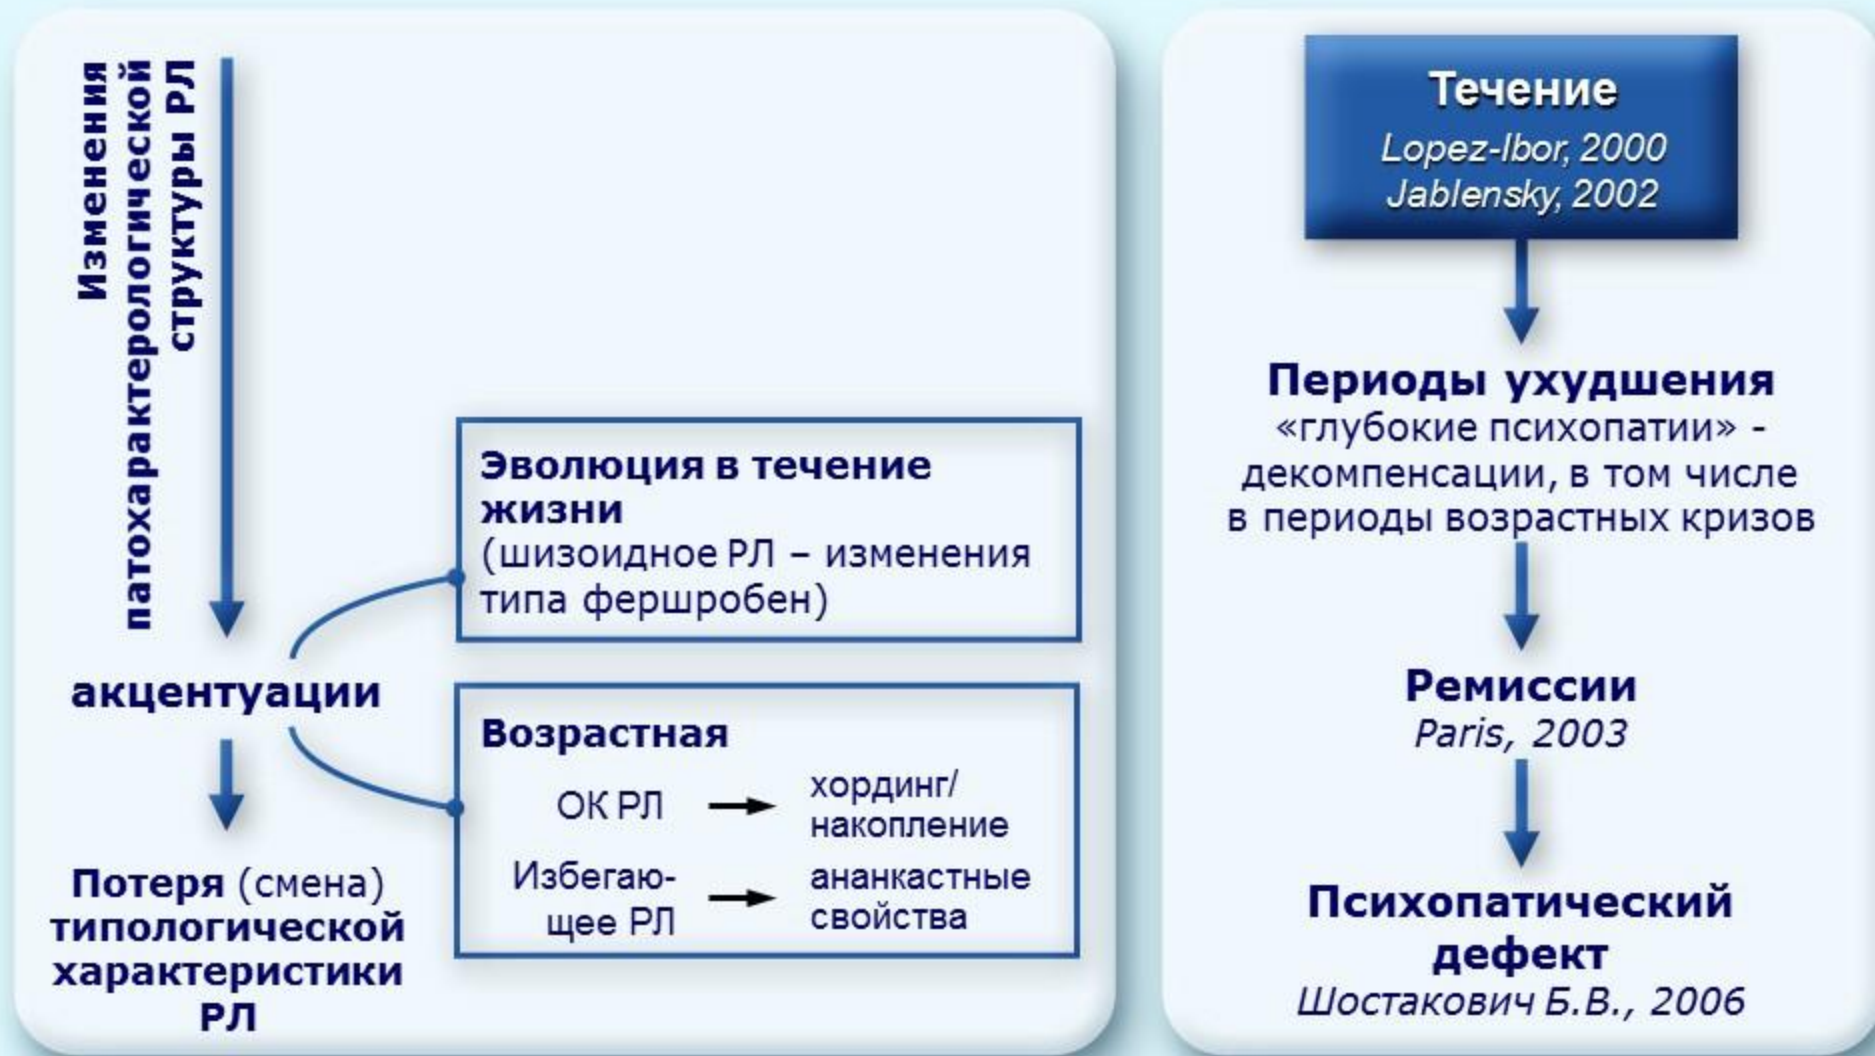 Изменения
патохарактерологической
структуры РЛ
акцентуации
Потеря (смена)
типологической
характеристики
РЛ
Эволюция в течение
жизни
(шизоидное РЛ – изменения
типа фершробен)
Возрастная
ОК РЛ
хординг/
накопление
Избегаю-
щее РЛ
ананкастные
свойства
Течение
Lopez-Ibor, 2000
Jablensky, 2002
Периоды ухудшения
«глубокие психопатии» -
декомпенсации, в том числе
в периоды возрастных кризов
Ремиссии
Paris, 2003
Психопатический
дефект
Шостакович Б.В., 2006